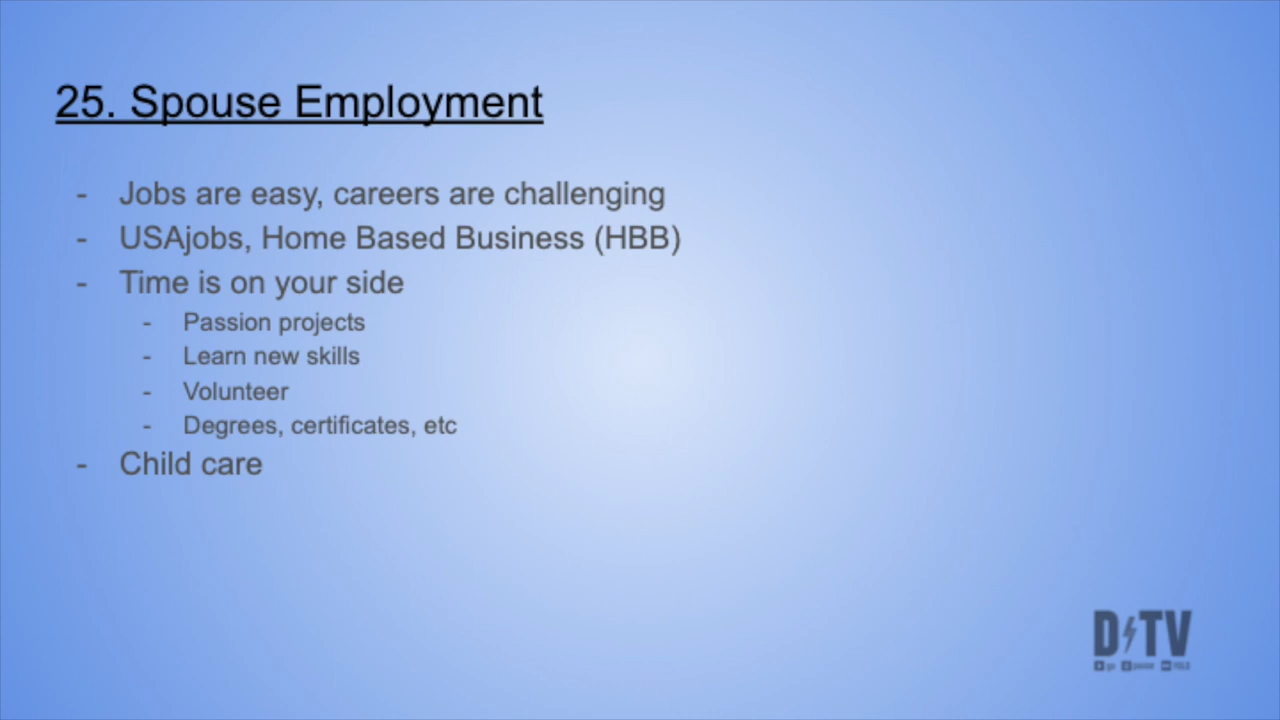 25. Spouse Employment
- Jobs are easy, careers are challenging
- USAjobs, Home Based Business (HBB)
- Time is on your side
- Passion projects
- Learn new skills
- Volunteer
- Degrees, certificates, etc
- Child care
D TV